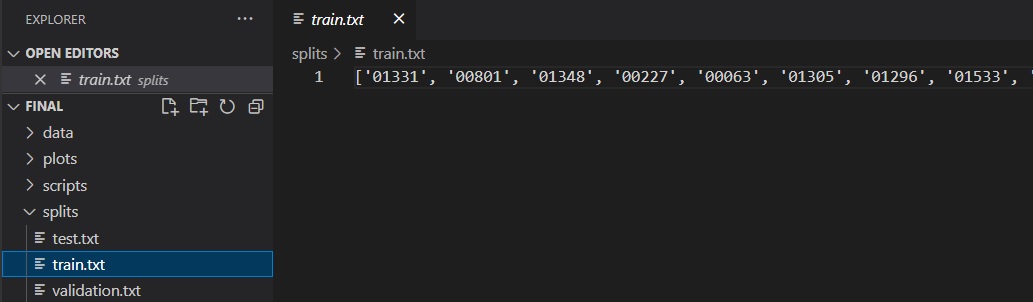 EXPLORER
OPEN EDITORS
train.txt splits
FINAL
data
plots
scripts
splits
test.txt
train.txt
validation.txt
train.txt
splits > train.txt
1 ['01331', '00801', '01348', '00227', '00063', '01305', '01296', '01533', '